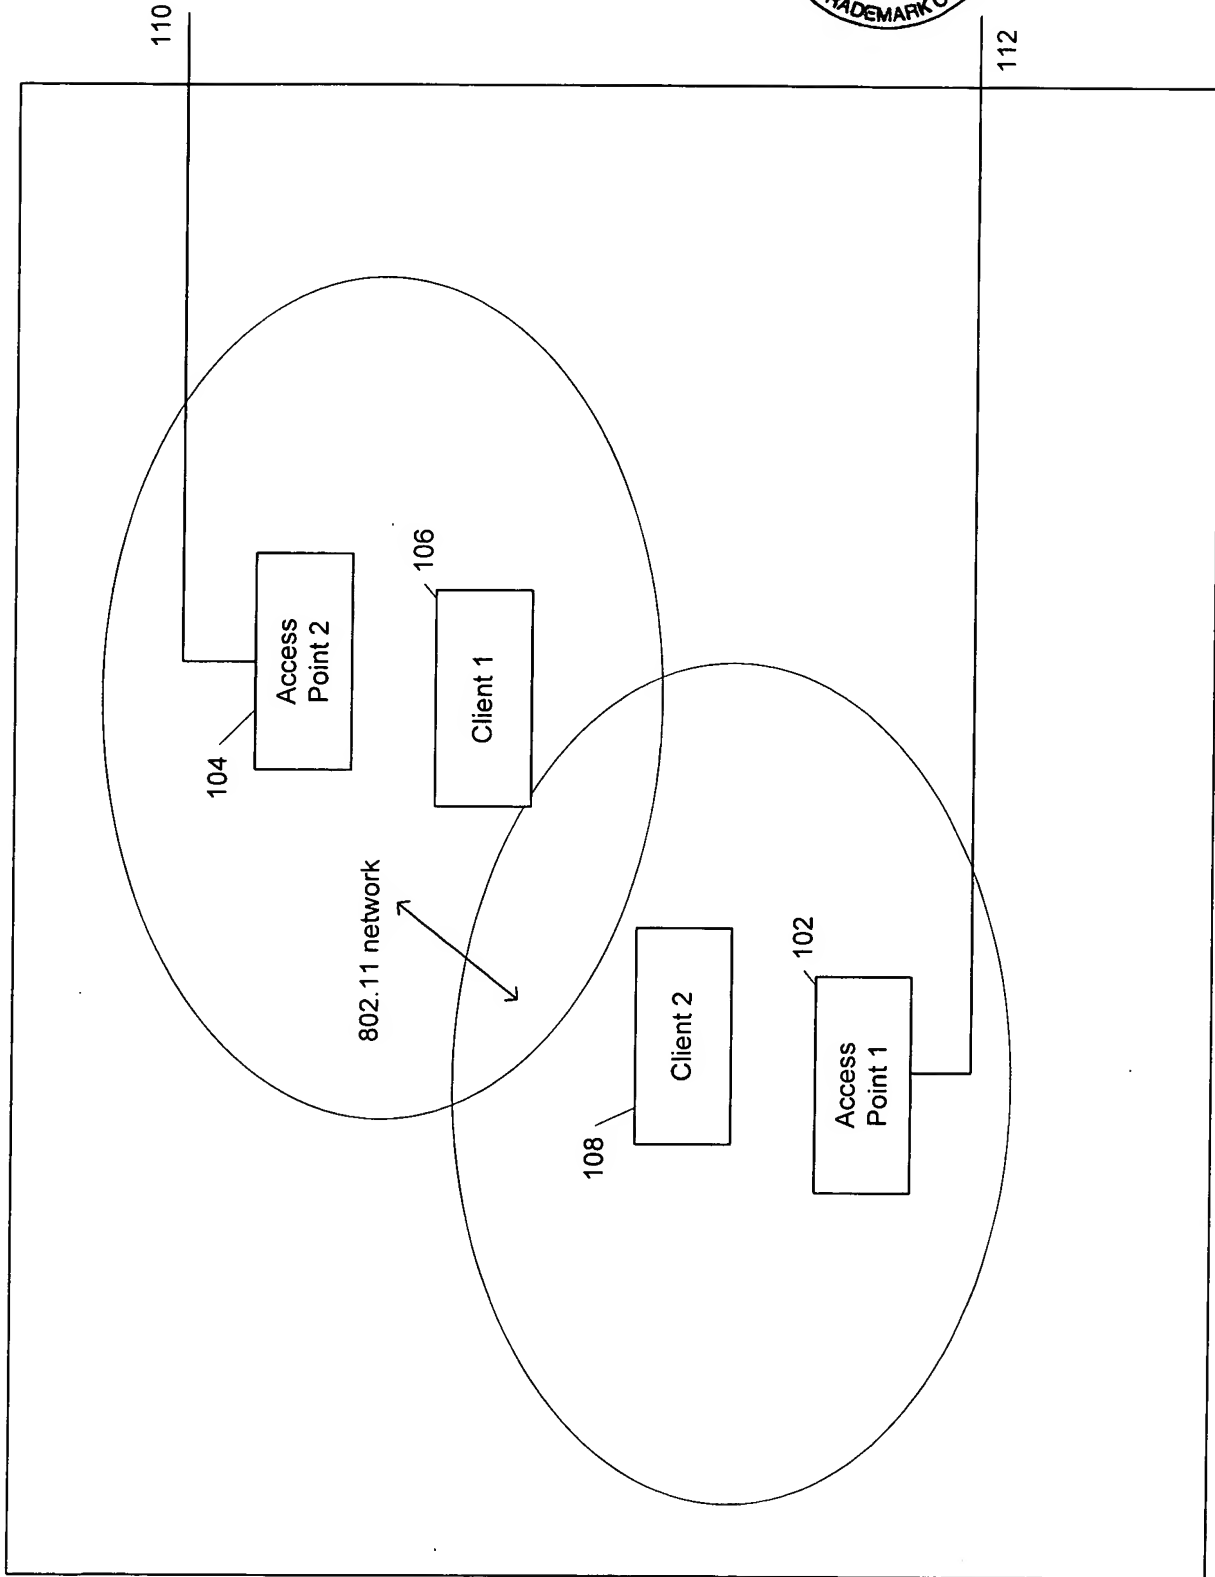 110
112
TRADEMARK
104
Access
Point 2
106
Client 1
802.11 network
108
Client 2
102
Access
Point 1